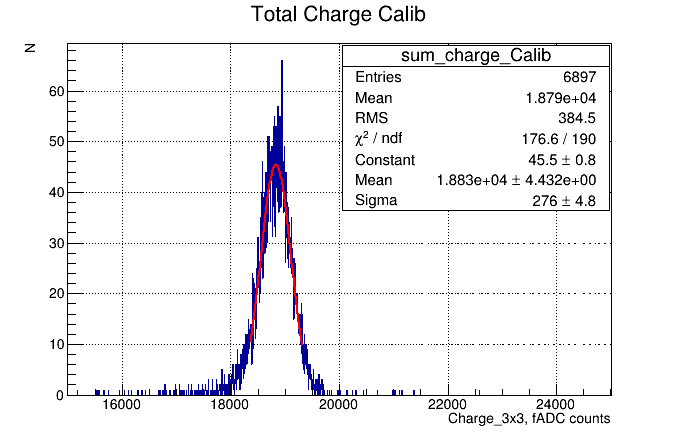 Total Charge Calib
N
sum_charge_Calib
Entries 6897
Mean 1.879e+04
RMS 384.5
χ² / ndf 176.6 / 190
Constant 45.5 ± 0.8
Mean 1.883e+04 ± 4.432e+00
Sigma 276 ± 4.8
60
50
40
30
20
10
0
16000 18000 20000 22000 24000
Charge_3x3, fADC counts